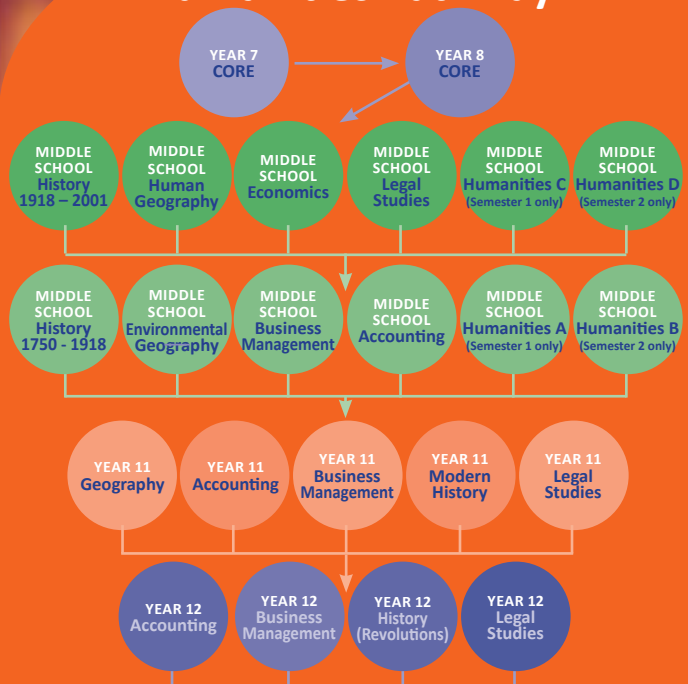 YEAR 7
CORE
YEAR 8
CORE
MIDDLE
SCHOOL
History
1918 – 2001
MIDDLE
SCHOOL
Human
Geography
MIDDLE
SCHOOL
Economics
MIDDLE
SCHOOL
Legal
Studies
MIDDLE
SCHOOL
Humanities C
(Semester 1 only)
MIDDLE
SCHOOL
Humanities D
(Semester 2 only)
MIDDLE
SCHOOL
History
1750 - 1918
MIDDLE
SCHOOL
Environmental
Geography
MIDDLE
SCHOOL
Business
Management
MIDDLE
SCHOOL
Accounting
MIDDLE
SCHOOL
Humanities A
(Semester 1 only)
MIDDLE
SCHOOL
Humanities B
(Semester 2 only)
YEAR 11
Geography
YEAR 11
Accounting
YEAR 11
Business
Management
YEAR 11
Modern
History
YEAR 11
Legal
Studies
YEAR 12
Accounting
YEAR 12
Business
Management
YEAR 12
History
(Revolutions)
YEAR 12
Legal
Studies